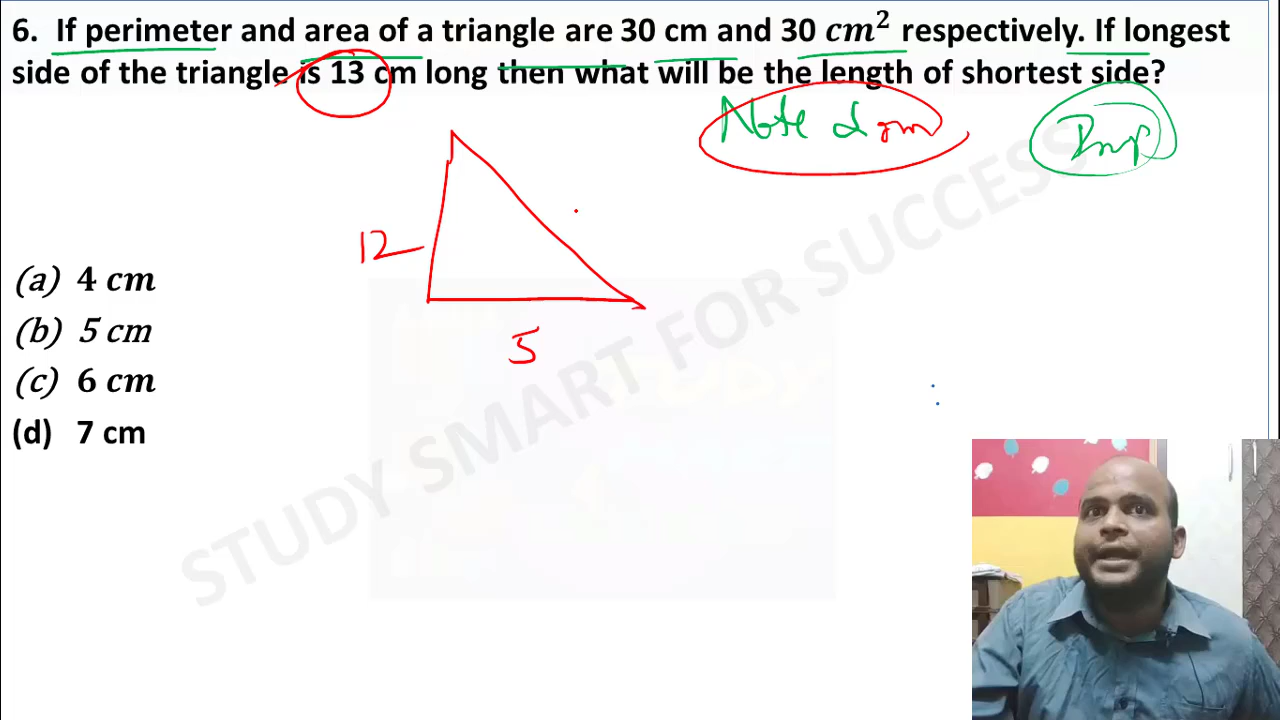 6. If perimeter and area of a triangle are 30 cm and 30 cm² respectively. If longest
side of the triangle is 13 cm long then what will be the length of shortest side?
Note down
Imp
12
5
(a) 4 cm
(b) 5 cm
(c) 6 cm
(d) 7 cm
STUDY SMART FOR SUCCESS